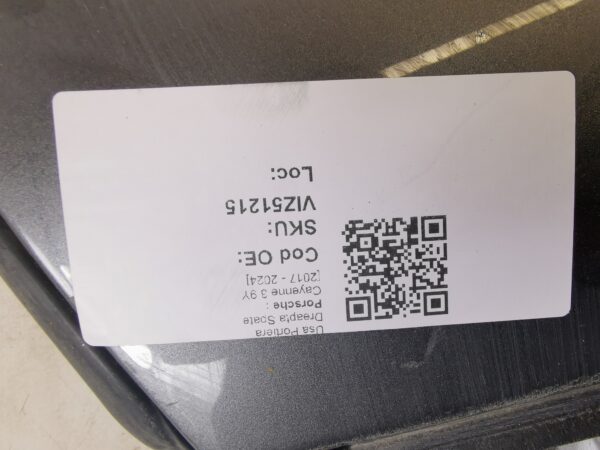 Usa Portiera
Dreapta Spate
Porsche :
Cayenne 3 9Y
[2017 - 2024]
Cod OE:
SKU:
VIZ51215
Loc: